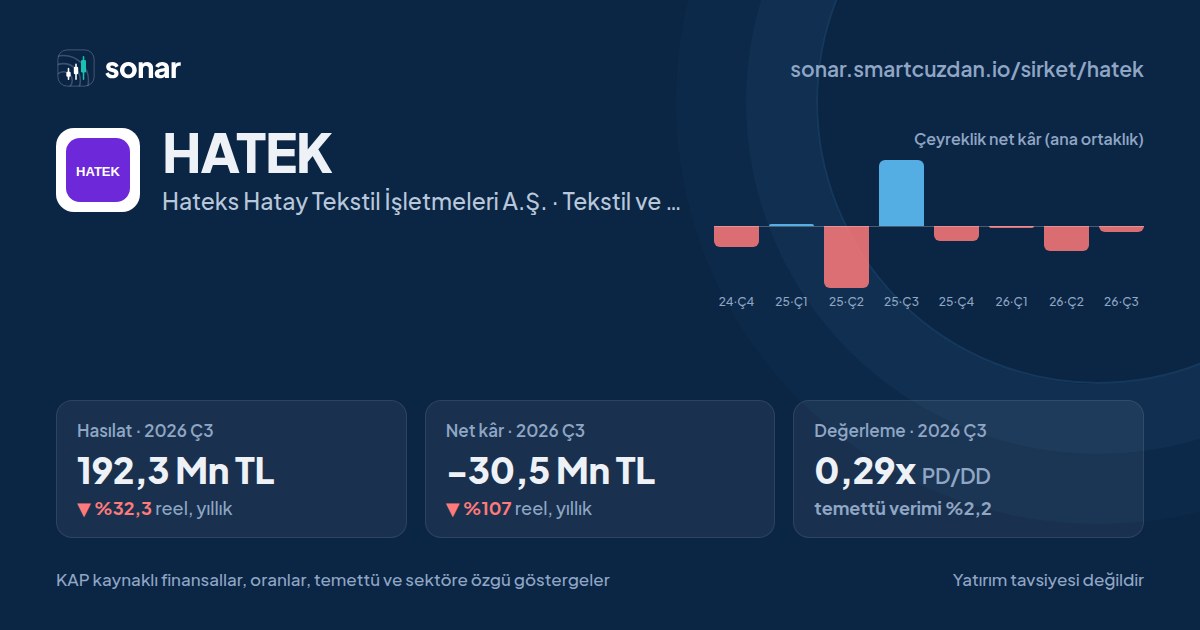 sonar
sonar.smartcuzdan.io/sirket/hatek
HATEK
HATEK
Hateks Hatay Tekstil İşletmeleri A.Ş. · Tekstil ve ...
Çeyreklik net kâr (ana ortaklık)
24·Ç4 25·Ç1 25·Ç2 25·Ç3 25·Ç4 26·Ç1 26·Ç2 26·Ç3
Hasılat · 2026 Ç3
192,3 Mn TL
▼ %32,3 reel, yıllık
Net kâr · 2026 Ç3
−30,5 Mn TL
▼ %107 reel, yıllık
Değerleme · 2026 Ç3
0,29x PD/DD
temettü verimi %2,2
KAP kaynaklı finansallar, oranlar, temettü ve sektöre özgü göstergeler
Yatırım tavsiyesi değildir